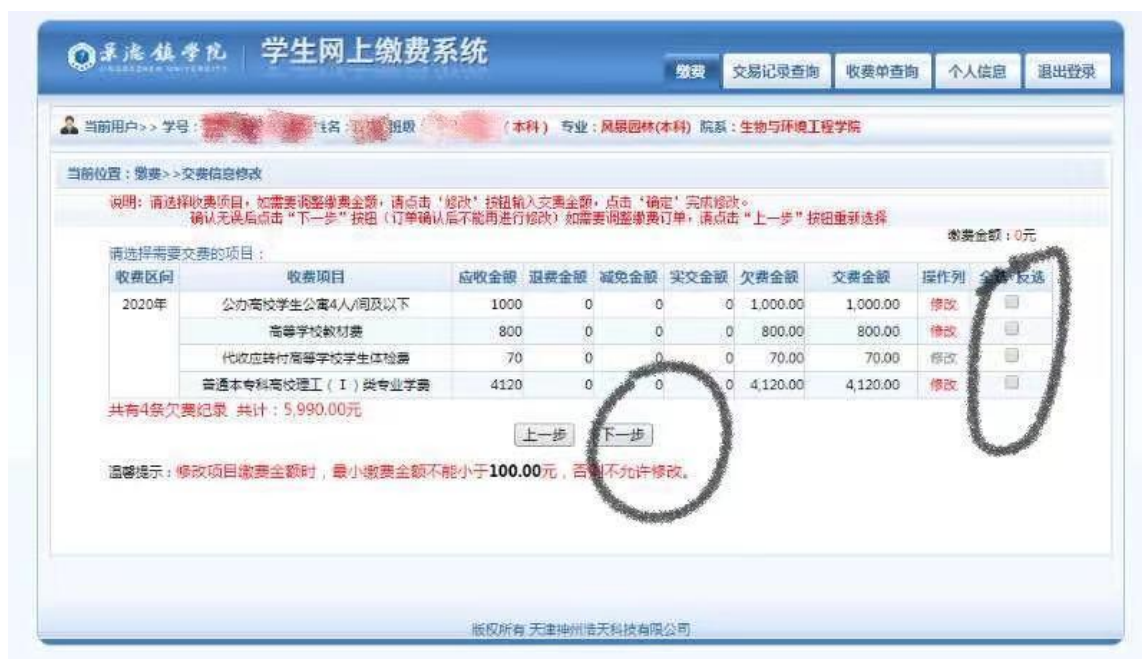 景德镇学院 学生网上缴费系统
缴费 交易记录查询 收费单查询 个人信息 退出登录
当前用户>> 学号: 姓名: 班级 (本科) 专业:风景园林(本科) 院系:生物与环境工程学院
当前位置:缴费>>交费信息修改
说明:请选择收费项目,如需要调整缴费金额,请点击‘修改’按钮输入交费金额,点击‘确定’完成修改。
确认无误后点击“下一步”按钮(订单确认后不能再进行修改)如需要调整缴费订单,请点击“上一步”按钮重新选择
缴费金额:0元
请选择需要交费的项目:
收费区间 收费项目 应收金额 退费金额 减免金额 实交金额 欠费金额 交费金额 操作列 全选 反选
2020年 公办高校学生公寓4人/间及以下 1000 0 0 0 1,000.00 1,000.00 修改
高等学校教材费 800 0 0 0 800.00 800.00 修改
代收应转付高等学校学生体检费 70 0 0 0 70.00 70.00 修改
普通本专科高校理工(I)类专业学费 4120 0 0 0 4,120.00 4,120.00 修改
共有4条欠费纪录 共计:5,990.00元
上一步 下一步
温馨提示:修改项目缴费金额时,最小缴费金额不能小于100.00元,否则不允许修改。
版权所有 天津神州浩天科技有限公司